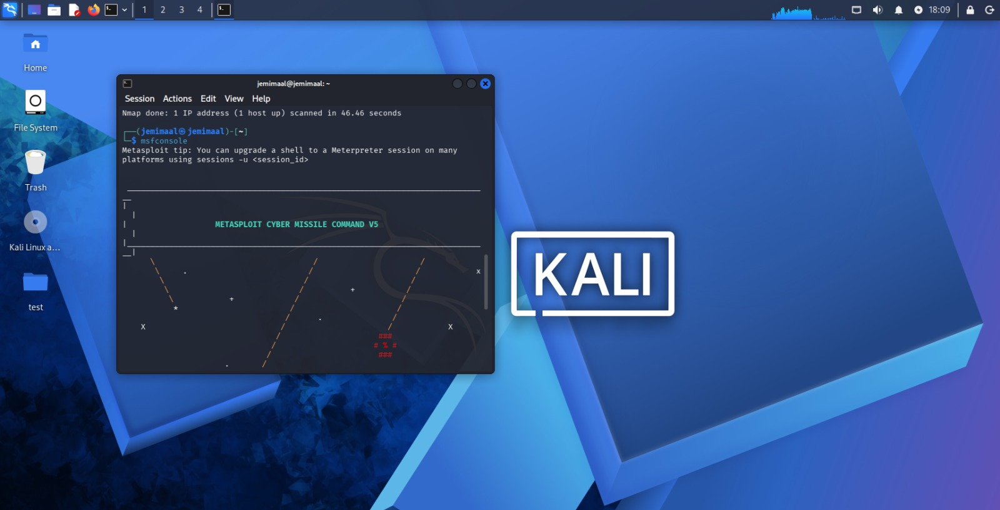 1 2 3 4 18:09
Home
File System
Trash
Kali Linux a...
test
jemimaal@jemimaal: ~
Session Actions Edit View Help
Nmap done: 1 IP address (1 host up) scanned in 46.46 seconds
┌──(jemimaal㉿jemimaal)-[~]
└─$ msfconsole
Metasploit tip: You can upgrade a shell to a Meterpreter session on many
platforms using sessions -u <session_id>
METASPLOIT CYBER MISSILE COMMAND V5
x
+
+
*
X X
###
# % #
###
KALI